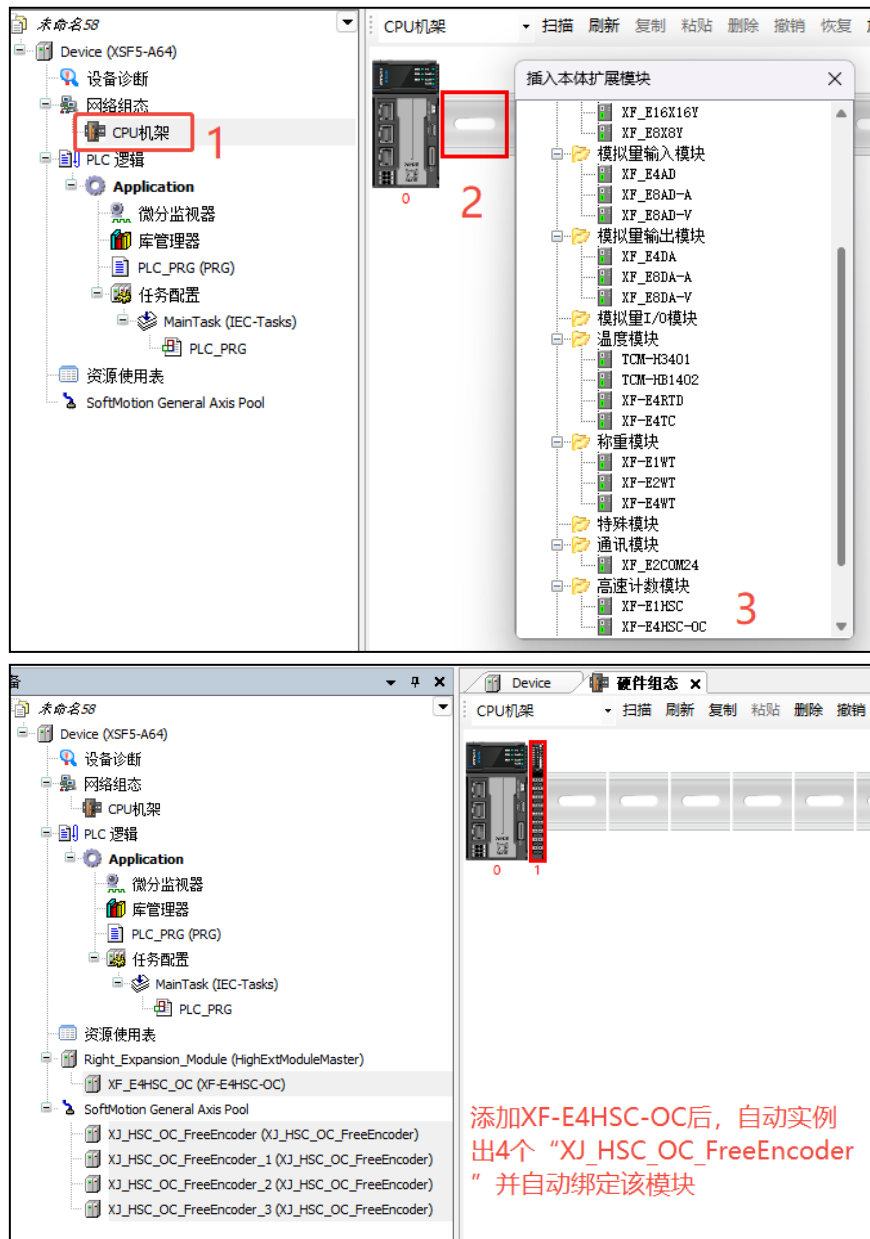 未命名58
Device (XSF5-A64)
设备诊断
网络组态
CPU机架
1
PLC 逻辑
Application
微分监视器
库管理器
PLC_PRG (PRG)
任务配置
MainTask (IEC-Tasks)
PLC_PRG
资源使用表
SoftMotion General Axis Pool
CPU机架 扫描 刷新 复制 粘贴 删除 撤销 恢复
0
2
插入本体扩展模块
XF_E16X16Y
XF_E8X8Y
模拟量输入模块
XF_E4AD
XF_E8AD-A
XF_E8AD-V
模拟量输出模块
XF_E4DA
XF_E8DA-A
XF_E8DA-V
模拟量I/O模块
温度模块
TCM-H3401
TCM-HB1402
XF-E4RTD
XF-E4TC
称重模块
XF-E1WT
XF-E2WT
XF-E4WT
特殊模块
通讯模块
XF_E2COM24
高速计数模块
XF-E1HSC
XF-E4HSC-OC
3
备
未命名58
Device (XSF5-A64)
设备诊断
网络组态
CPU机架
PLC 逻辑
Application
微分监视器
库管理器
PLC_PRG (PRG)
任务配置
MainTask (IEC-Tasks)
PLC_PRG
资源使用表
Right_Expansion_Module (HighExtModuleMaster)
XF_E4HSC_OC (XF-E4HSC-OC)
SoftMotion General Axis Pool
XJ_HSC_OC_FreeEncoder (XJ_HSC_OC_FreeEncoder)
XJ_HSC_OC_FreeEncoder_1 (XJ_HSC_OC_FreeEncoder)
XJ_HSC_OC_FreeEncoder_2 (XJ_HSC_OC_FreeEncoder)
XJ_HSC_OC_FreeEncoder_3 (XJ_HSC_OC_FreeEncoder)
Device 硬件组态
CPU机架 扫描 刷新 复制 粘贴 删除 撤销
0 1
添加XF-E4HSC-OC后，自动实例
出4个“XJ_HSC_OC_FreeEncoder
”并自动绑定该模块